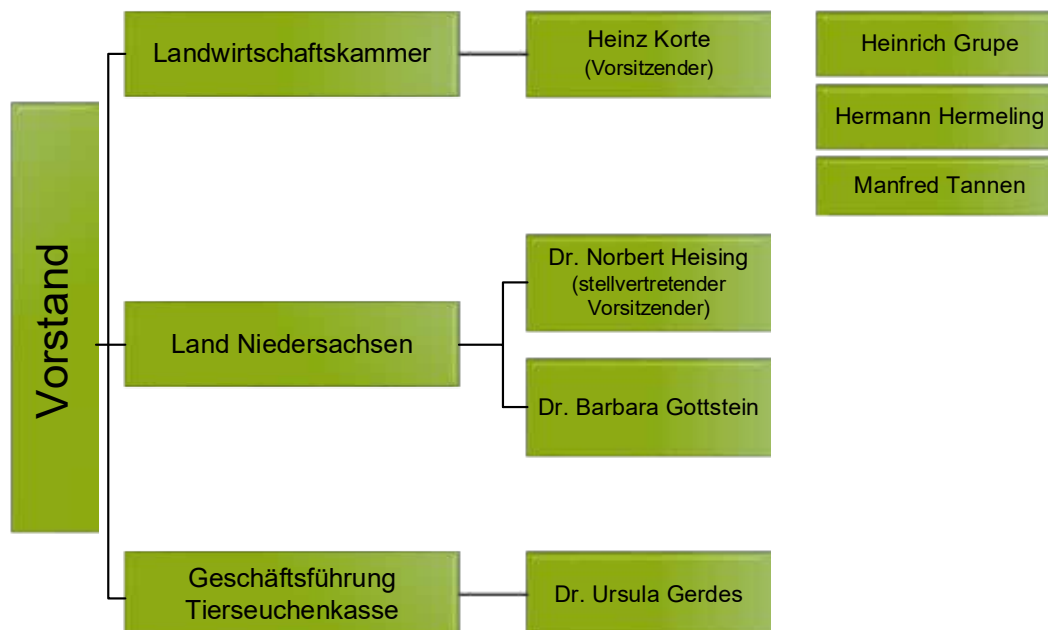 Vorstand
Landwirtschaftskammer
Heinz Korte
(Vorsitzender)
Heinrich Grupe
Hermann Hermeling
Manfred Tannen
Land Niedersachsen
Dr. Norbert Heising
(stellvertretender
Vorsitzender)
Dr. Barbara Gottstein
Geschäftsführung
Tierseuchenkasse
Dr. Ursula Gerdes